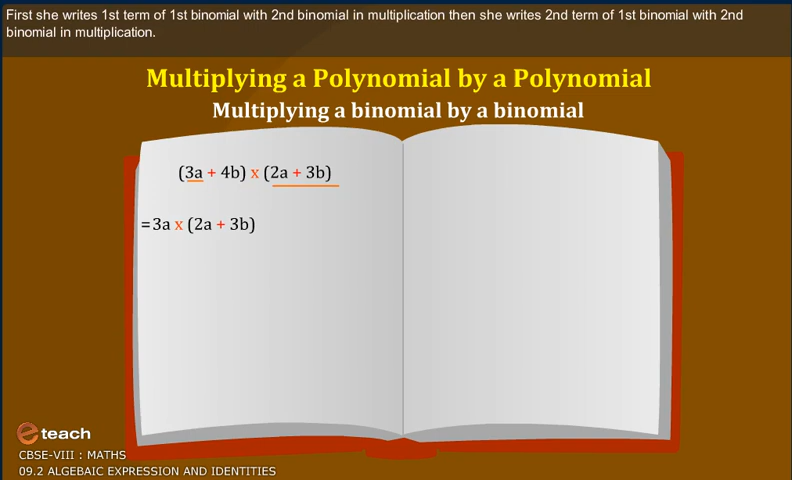 First she writes 1st term of 1st binomial with 2nd binomial in multiplication then she writes 2nd term of 1st binomial with 2nd
binomial in multiplication.
Multiplying a Polynomial by a Polynomial
Multiplying a binomial by a binomial
(3a + 4b) x (2a + 3b)
=3a x (2a + 3b)
e teach
CBSE-VIII : MATHS
09.2 ALGEBAIC EXPRESSION AND IDENTITIES